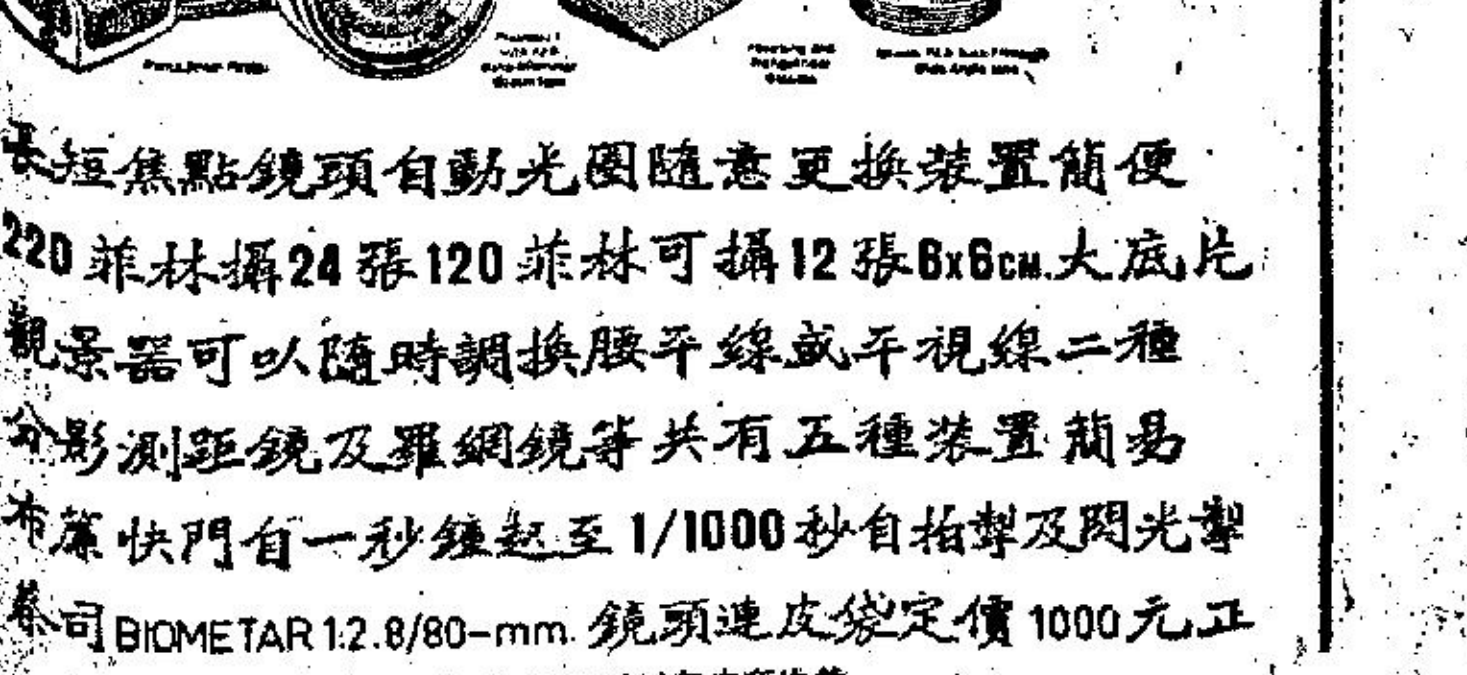 Pentaprism Finder
Wide Angle Lens
長短焦點鏡頭自動光圈隨意更換裝置簡便
220菲林攝24張120菲林可攝12張6x6CM.大底片
觀景器可以隨時調換腰平線或平視線二種
分影測距鏡及羅網鏡等共有五種裝置簡易
布簾快門自一秒鐘起至1/1000秒自拍掣及閃光掣
蔡司BIOMETAR 1:2.8/80-mm.鏡頭連皮袋定價1000元正